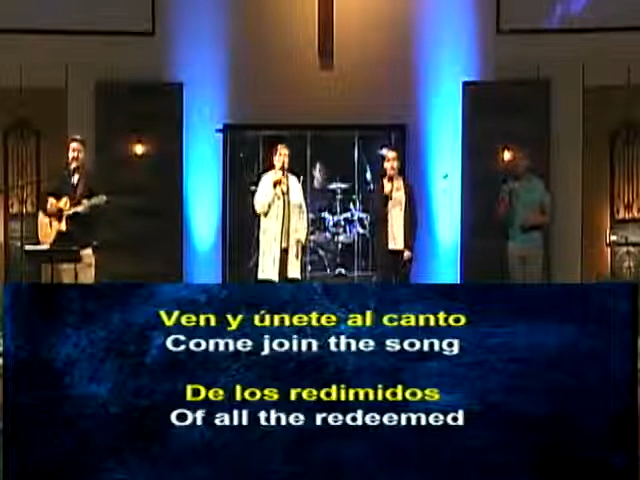 Ven y únete al canto
Come join the song
De los redimidos
Of all the redeemed